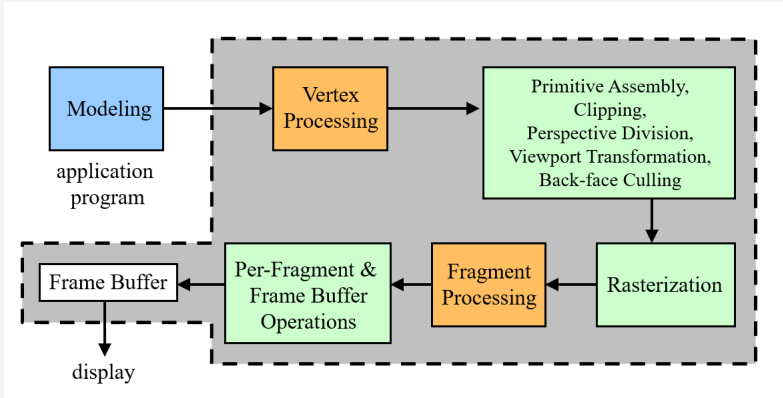 Modeling
application
program
Vertex
Processing
Primitive Assembly,
Clipping,
Perspective Division,
Viewport Transformation,
Back-face Culling
Rasterization
Fragment
Processing
Per-Fragment &
Frame Buffer
Operations
Frame Buffer
display